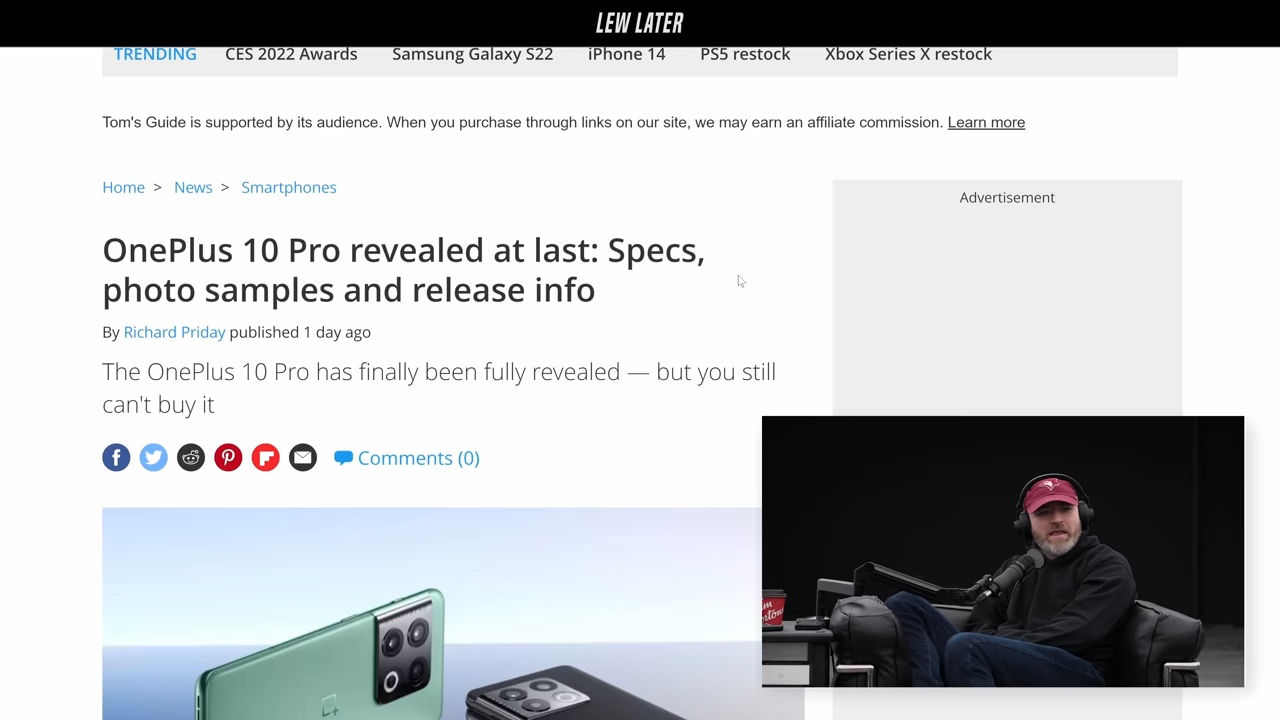 LEW LATER
TRENDING CES 2022 Awards Samsung Galaxy S22 iPhone 14 PS5 restock Xbox Series X restock
Tom's Guide is supported by its audience. When you purchase through links on our site, we may earn an affiliate commission. Learn more
Home > News > Smartphones
Advertisement
OnePlus 10 Pro revealed at last: Specs,
photo samples and release info
By Richard Priday published 1 day ago
The OnePlus 10 Pro has finally been fully revealed — but you still
can't buy it
Comments (0)